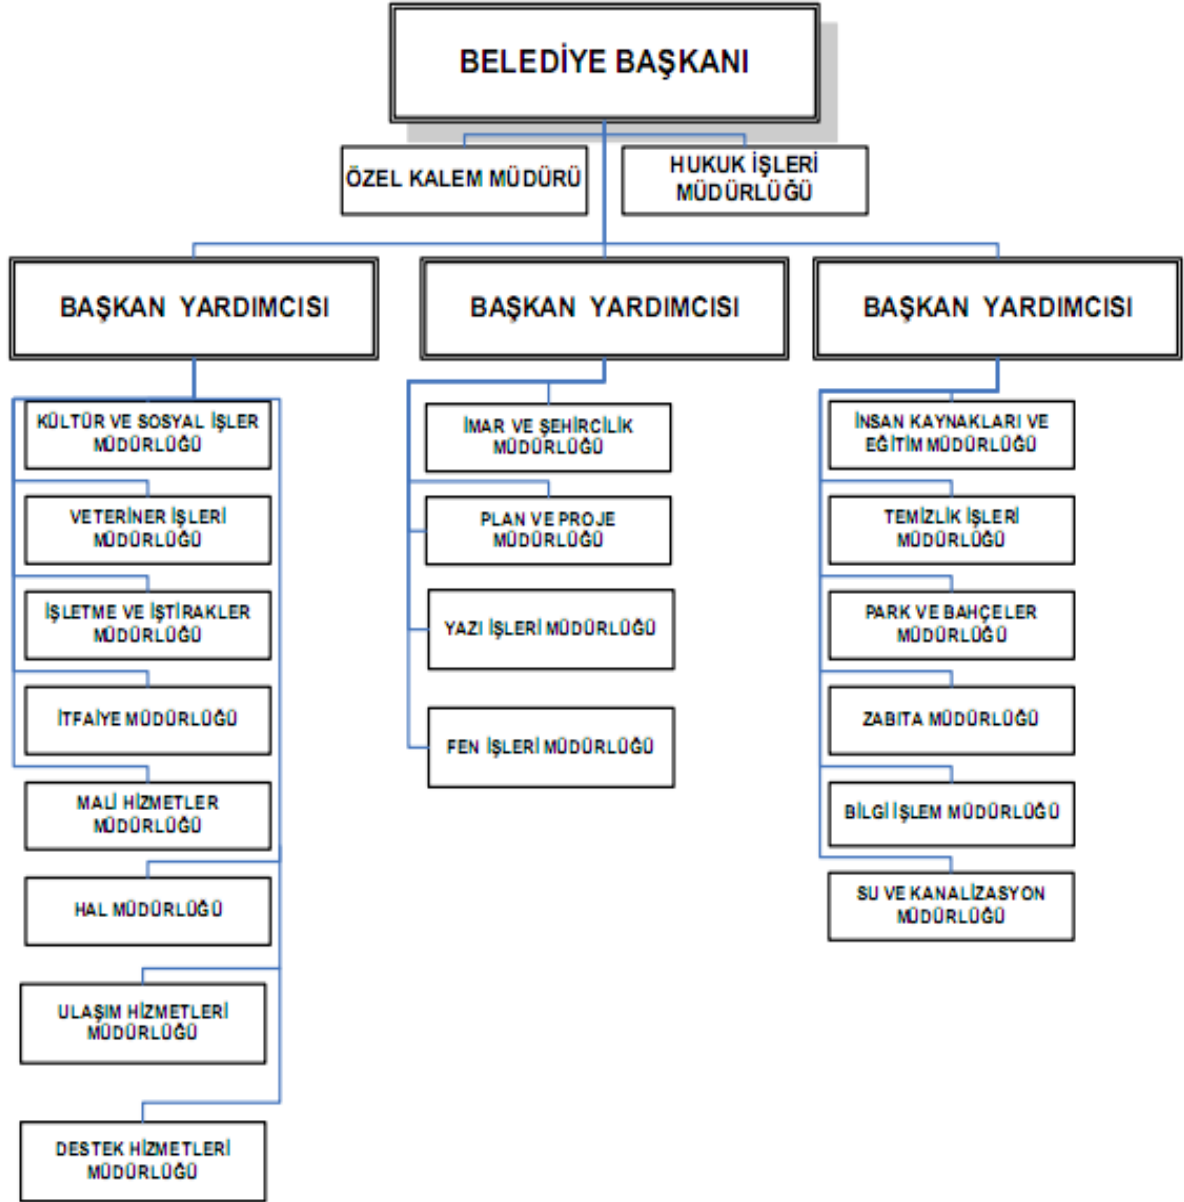 BELEDİYE BAŞKANI
ÖZEL KALEM MÜDÜRÜ
HUKUK İŞLERİ
MÜDÜRLÜĞÜ
BAŞKAN YARDIMCISI
BAŞKAN YARDIMCISI
BAŞKAN YARDIMCISI
KÜLTÜR VE SOSYAL İŞLER
MÜDÜRLÜĞÜ
VETERİNER İŞLERİ
MÜDÜRLÜĞÜ
İŞLETME VE İŞTİRAKLER
MÜDÜRLÜĞÜ
İTFAİYE MÜDÜRLÜĞÜ
MALİ HİZMETLER
MÜDÜRLÜĞÜ
HAL MÜDÜRLÜĞÜ
ULAŞIM HİZMETLERİ
MÜDÜRLÜĞÜ
DESTEK HİZMETLERİ
MÜDÜRLÜĞÜ
İMAR VE ŞEHİRCİLİK
MÜDÜRLÜĞÜ
PLAN VE PROJE
MÜDÜRLÜĞÜ
YAZI İŞLERİ MÜDÜRLÜĞÜ
FEN İŞLERİ MÜDÜRLÜĞÜ
İNSAN KAYNAKLARI VE
EĞİTİM MÜDÜRLÜĞÜ
TEMİZLİK İŞLERİ
MÜDÜRLÜĞÜ
PARK VE BAHÇELER
MÜDÜRLÜĞÜ
ZABITA MÜDÜRLÜĞÜ
BİLGİ İŞLEM MÜDÜRLÜĞÜ
SU VE KANALİZASYON
MÜDÜRLÜĞÜ